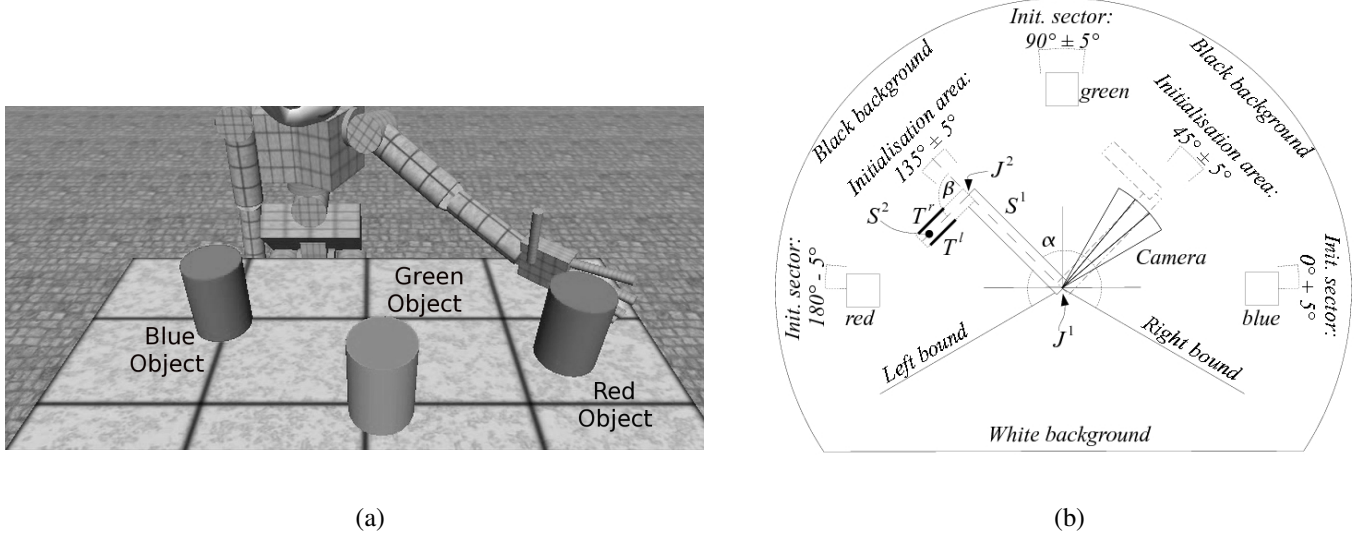 Green
Object
Blue
Object
Red
Object
(a)
Init. sector:
90° ± 5°
Black background
Black background
green
Initialisation area:
135° ± 5°
Initialisation area:
45° ± 5°
J²
β
S¹
S²
Tʳ
Tˡ
α
Camera
Init. sector:
180° - 5°
red
Init. sector:
0° + 5°
blue
J¹
Left bound
Right bound
White background
(b)